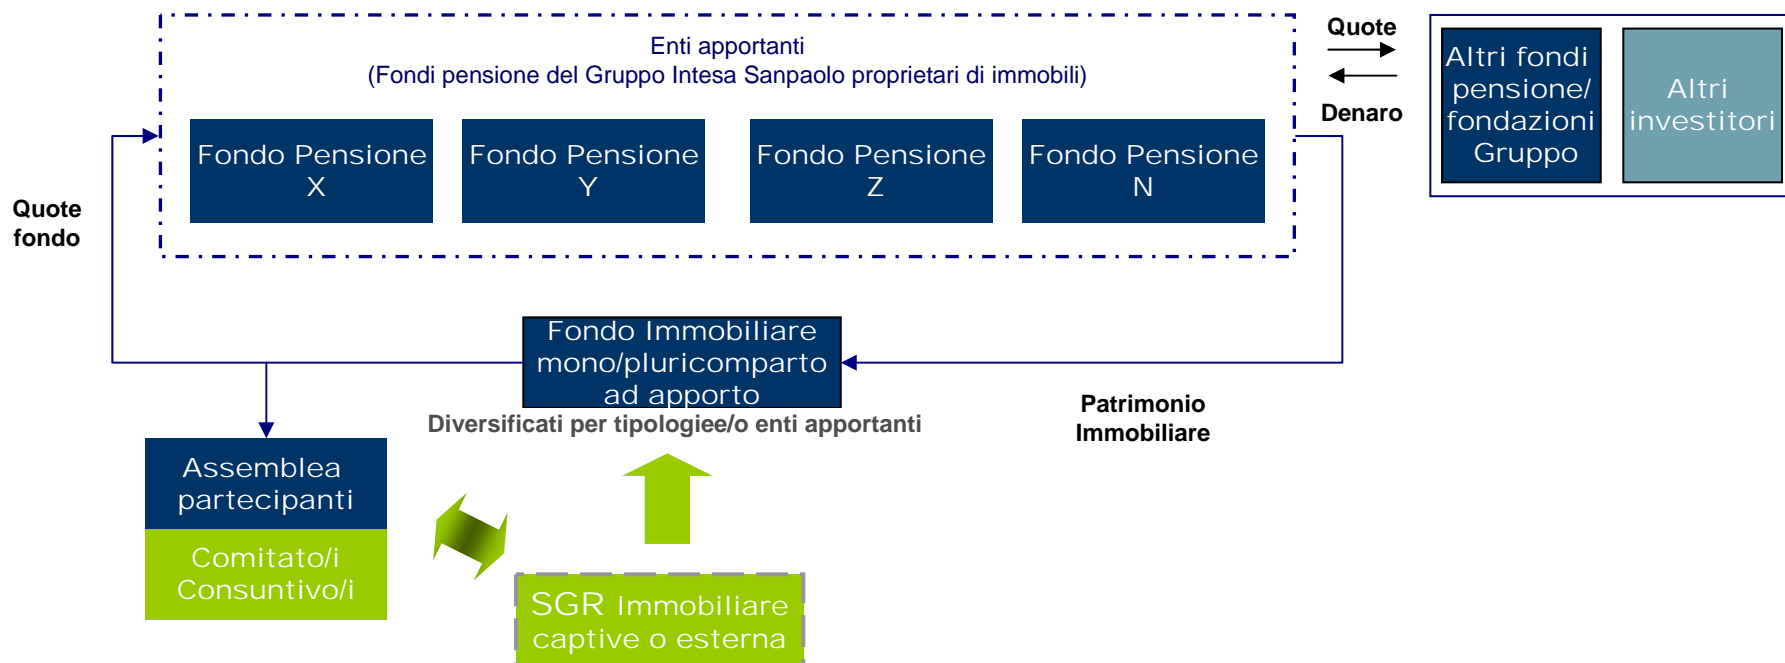 Enti apportanti
(Fondi pensione del Gruppo Intesa Sanpaolo proprietari di immobili)
Fondo Pensione
X
Fondo Pensione
Y
Fondo Pensione
Z
Fondo Pensione
N
Quote
Denaro
Altri fondi
pensione/
fondazioni
Gruppo
Altri
investitori
Quote
fondo
Fondo Immobiliare
mono/pluricomparto
ad apporto
Diversificati per tipologiee/o enti apportanti
Patrimonio
Immobiliare
Assemblea
partecipanti
Comitato/i
Consuntivo/i
SGR Immobiliare
captive o esterna